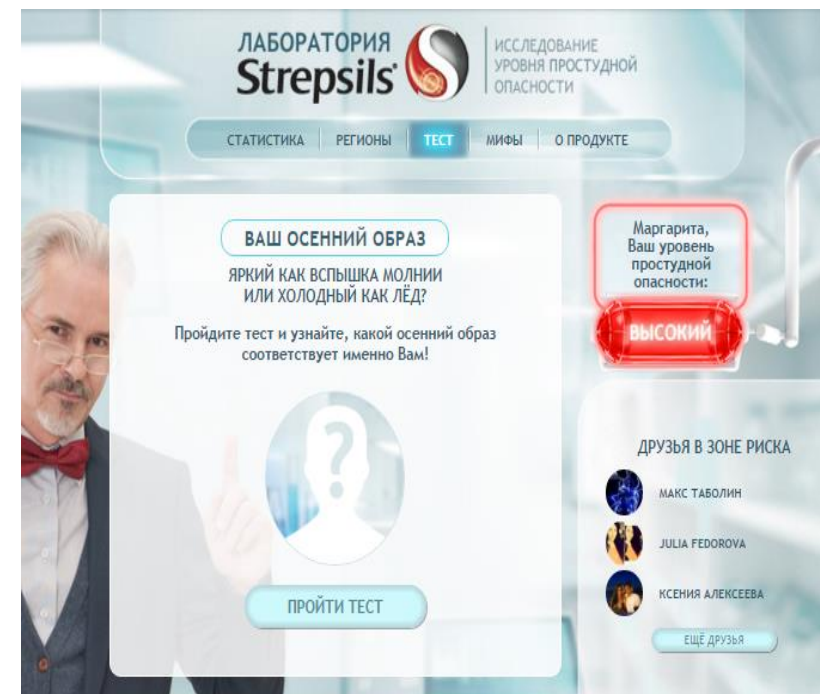 ЛАБОРАТОРИЯ
Strepsils
ИССЛЕДОВАНИЕ
УРОВНЯ ПРОСТУДНОЙ
ОПАСНОСТИ
СТАТИСТИКА РЕГИОНЫ ТЕСТ МИФЫ О ПРОДУКТЕ
ВАШ ОСЕННИЙ ОБРАЗ
ЯРКИЙ КАК ВСПЫШКА МОЛНИИ
ИЛИ ХОЛОДНЫЙ КАК ЛЁД?
Пройдите тест и узнайте, какой осенний образ
соответствует именно Вам!
?
ПРОЙТИ ТЕСТ
Маргарита,
Ваш уровень
простудной
опасности:
ВЫСОКИЙ
ДРУЗЬЯ В ЗОНЕ РИСКА
МАКС ТАБОЛИН
JULIA FEDOROVA
КСЕНИЯ АЛЕКСЕЕВА
ЕЩЁ ДРУЗЬЯ